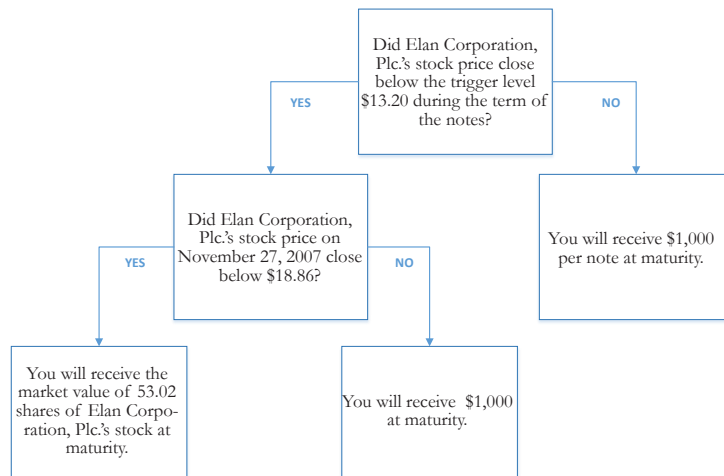 Did Elan Corporation,
Plc.'s stock price close
below the trigger level
$13.20 during the term of
the notes?
YES
NO
Did Elan Corporation,
Plc.'s stock price on
November 27, 2007 close
below $18.86?
You will receive $1,000
per note at maturity.
YES
NO
You will receive the
market value of 53.02
shares of Elan Corpo-
ration, Plc.'s stock at
maturity.
You will receive  $1,000
at maturity.